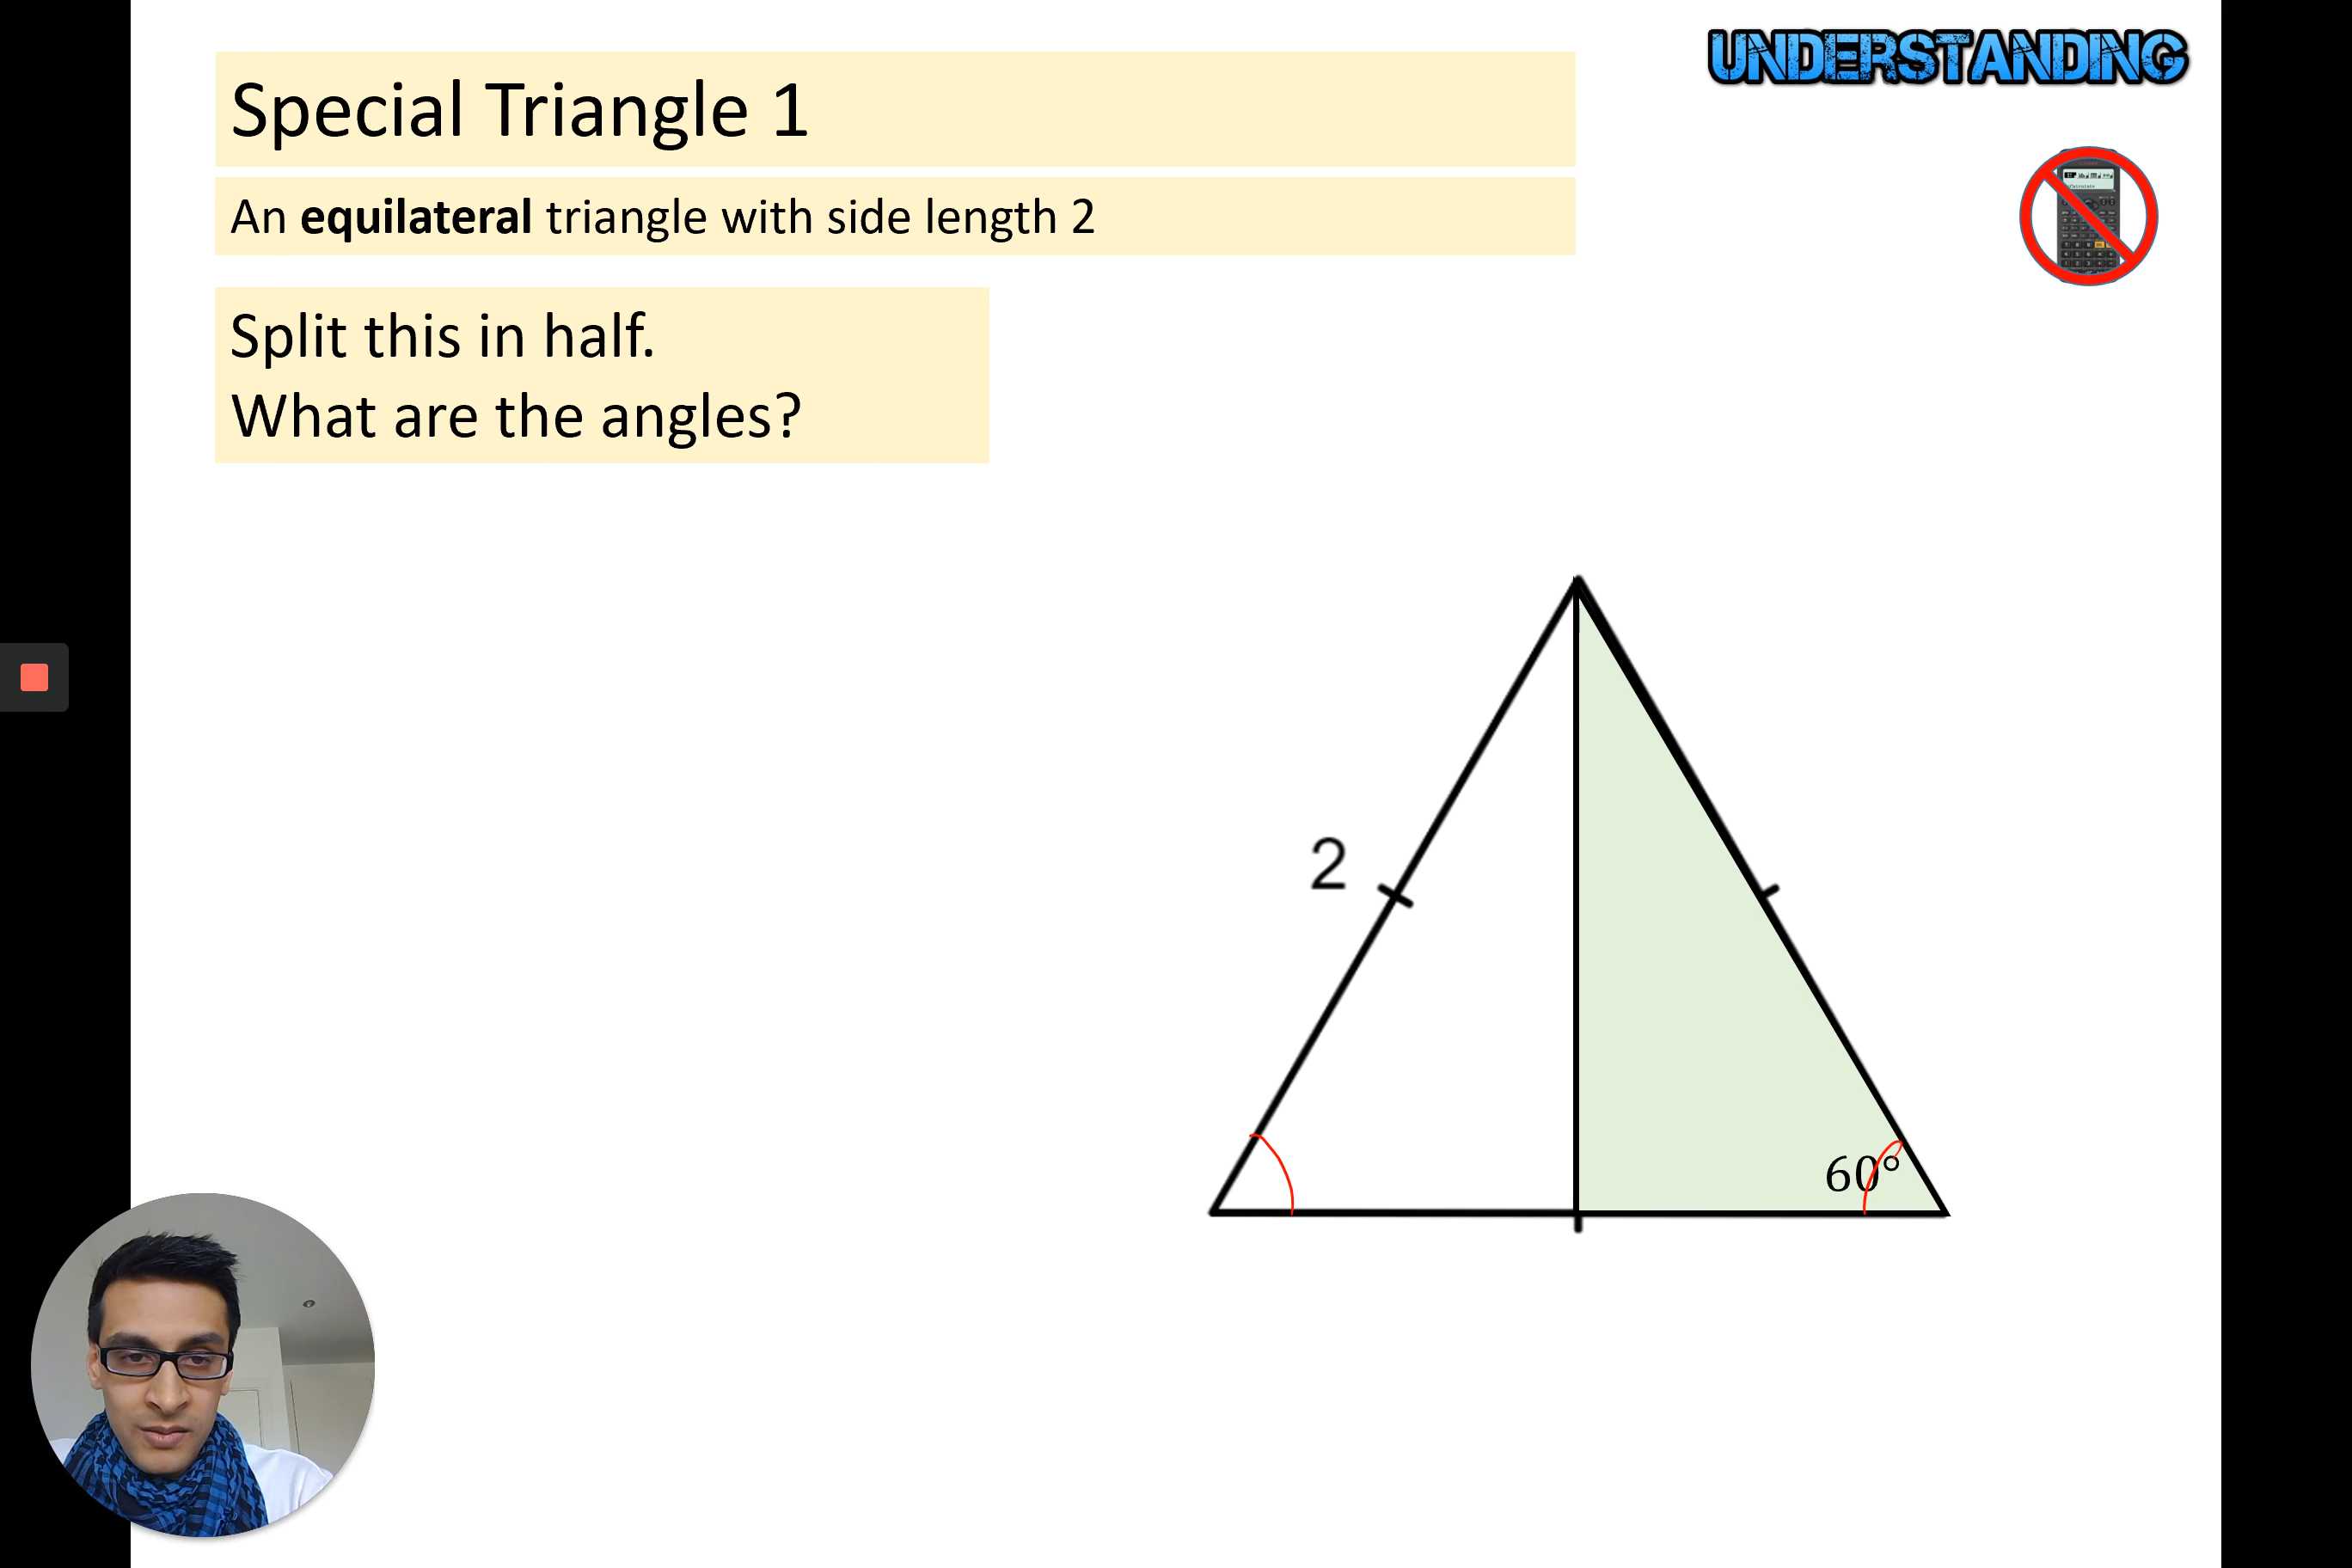 UNDERSTANDING
Special Triangle 1
An equilateral triangle with side length 2
Split this in half.
What are the angles?
2
60°